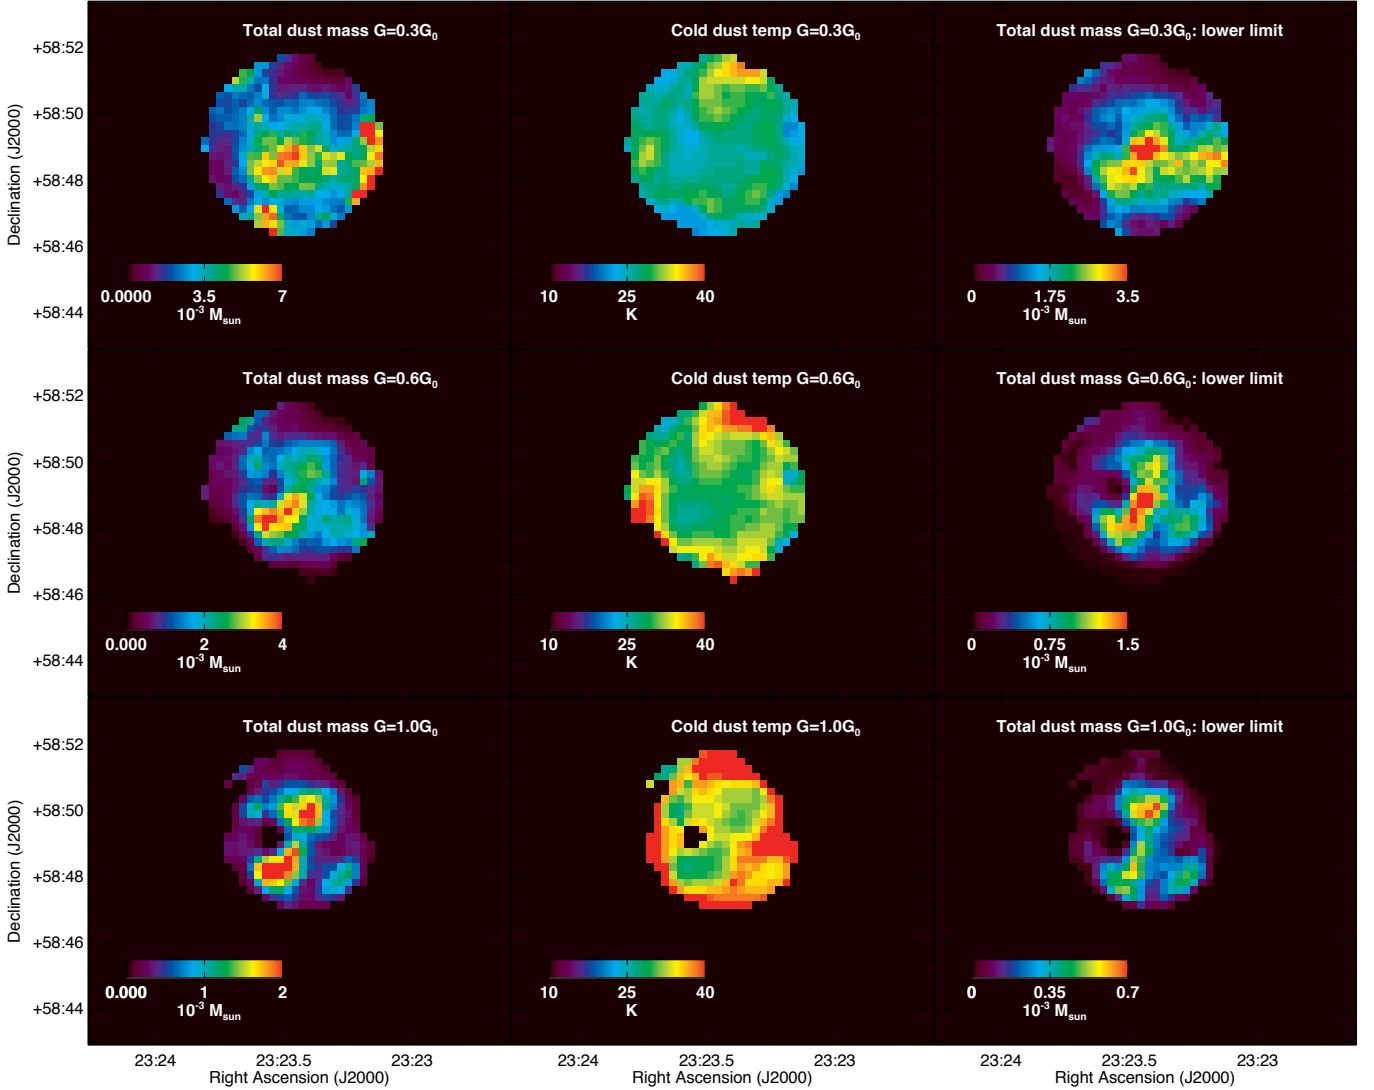 Total dust mass G=0.3G0
Cold dust temp G=0.3G0
Total dust mass G=0.3G0: lower limit
+58:52
+58:50
+58:48
+58:46
+58:44
Declination (J2000)
0.0000 3.5 7
10-3 Msun
10 25 40
K
0 1.75 3.5
10-3 Msun
Total dust mass G=0.6G0
Cold dust temp G=0.6G0
Total dust mass G=0.6G0: lower limit
+58:52
+58:50
+58:48
+58:46
+58:44
Declination (J2000)
0.000 2 4
10-3 Msun
10 25 40
K
0 0.75 1.5
10-3 Msun
Total dust mass G=1.0G0
Cold dust temp G=1.0G0
Total dust mass G=1.0G0: lower limit
+58:52
+58:50
+58:48
+58:46
+58:44
Declination (J2000)
0.000 1 2
10-3 Msun
10 25 40
K
0 0.35 0.7
10-3 Msun
23:24 23:23.5 23:23
Right Ascension (J2000)
23:24 23:23.5 23:23
Right Ascension (J2000)
23:24 23:23.5 23:23
Right Ascension (J2000)